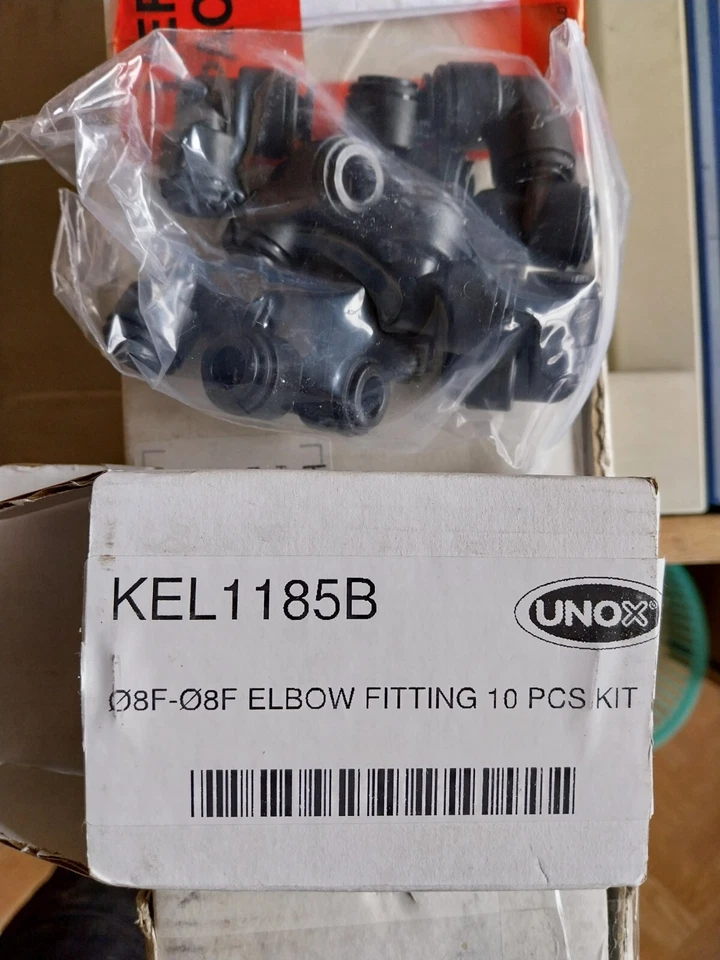 KEL1185B
UNOX®
Ø8F-Ø8F ELBOW FITTING 10 PCS KIT